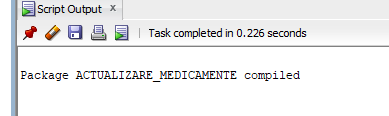 Script Output x
Task completed in 0.226 seconds
Package ACTUALIZARE_MEDICAMENTE compiled